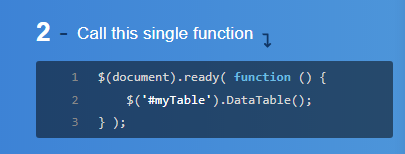 2 - Call this single function
1 $(document).ready( function () {
2     $('#myTable').DataTable();
3 } );